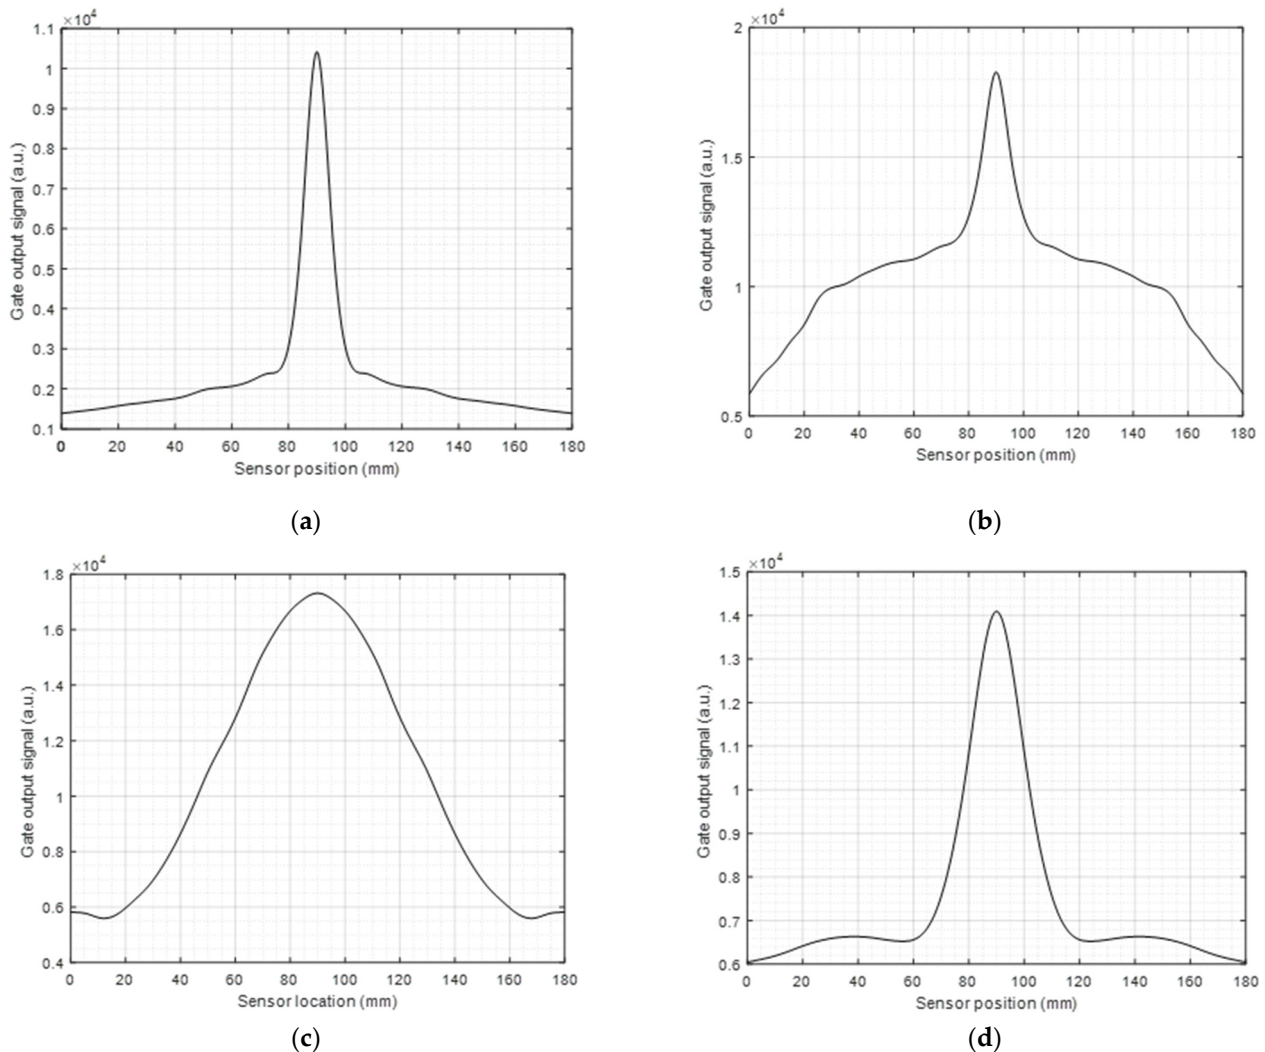 ×10⁴
1.1
1
0.9
0.8
0.7
0.6
0.5
0.4
0.3
0.2
0.1
Gate output signal (a.u.)
0 20 40 60 80 100 120 140 160 180
Sensor position (mm)
(a)
×10⁴
2
1.5
1
0.5
Gate output signal (a.u.)
0 20 40 60 80 100 120 140 160 180
Sensor position (mm)
(b)
×10⁴
1.8
1.6
1.4
1.2
1
0.8
0.6
0.4
Gate output signal (a.u.)
0 20 40 60 80 100 120 140 160 180
Sensor location (mm)
(c)
×10⁴
1.5
1.4
1.3
1.2
1.1
1
0.9
0.8
0.7
0.6
Gate output signal (a.u.)
0 20 40 60 80 100 120 140 160 180
Sensor position (mm)
(d)